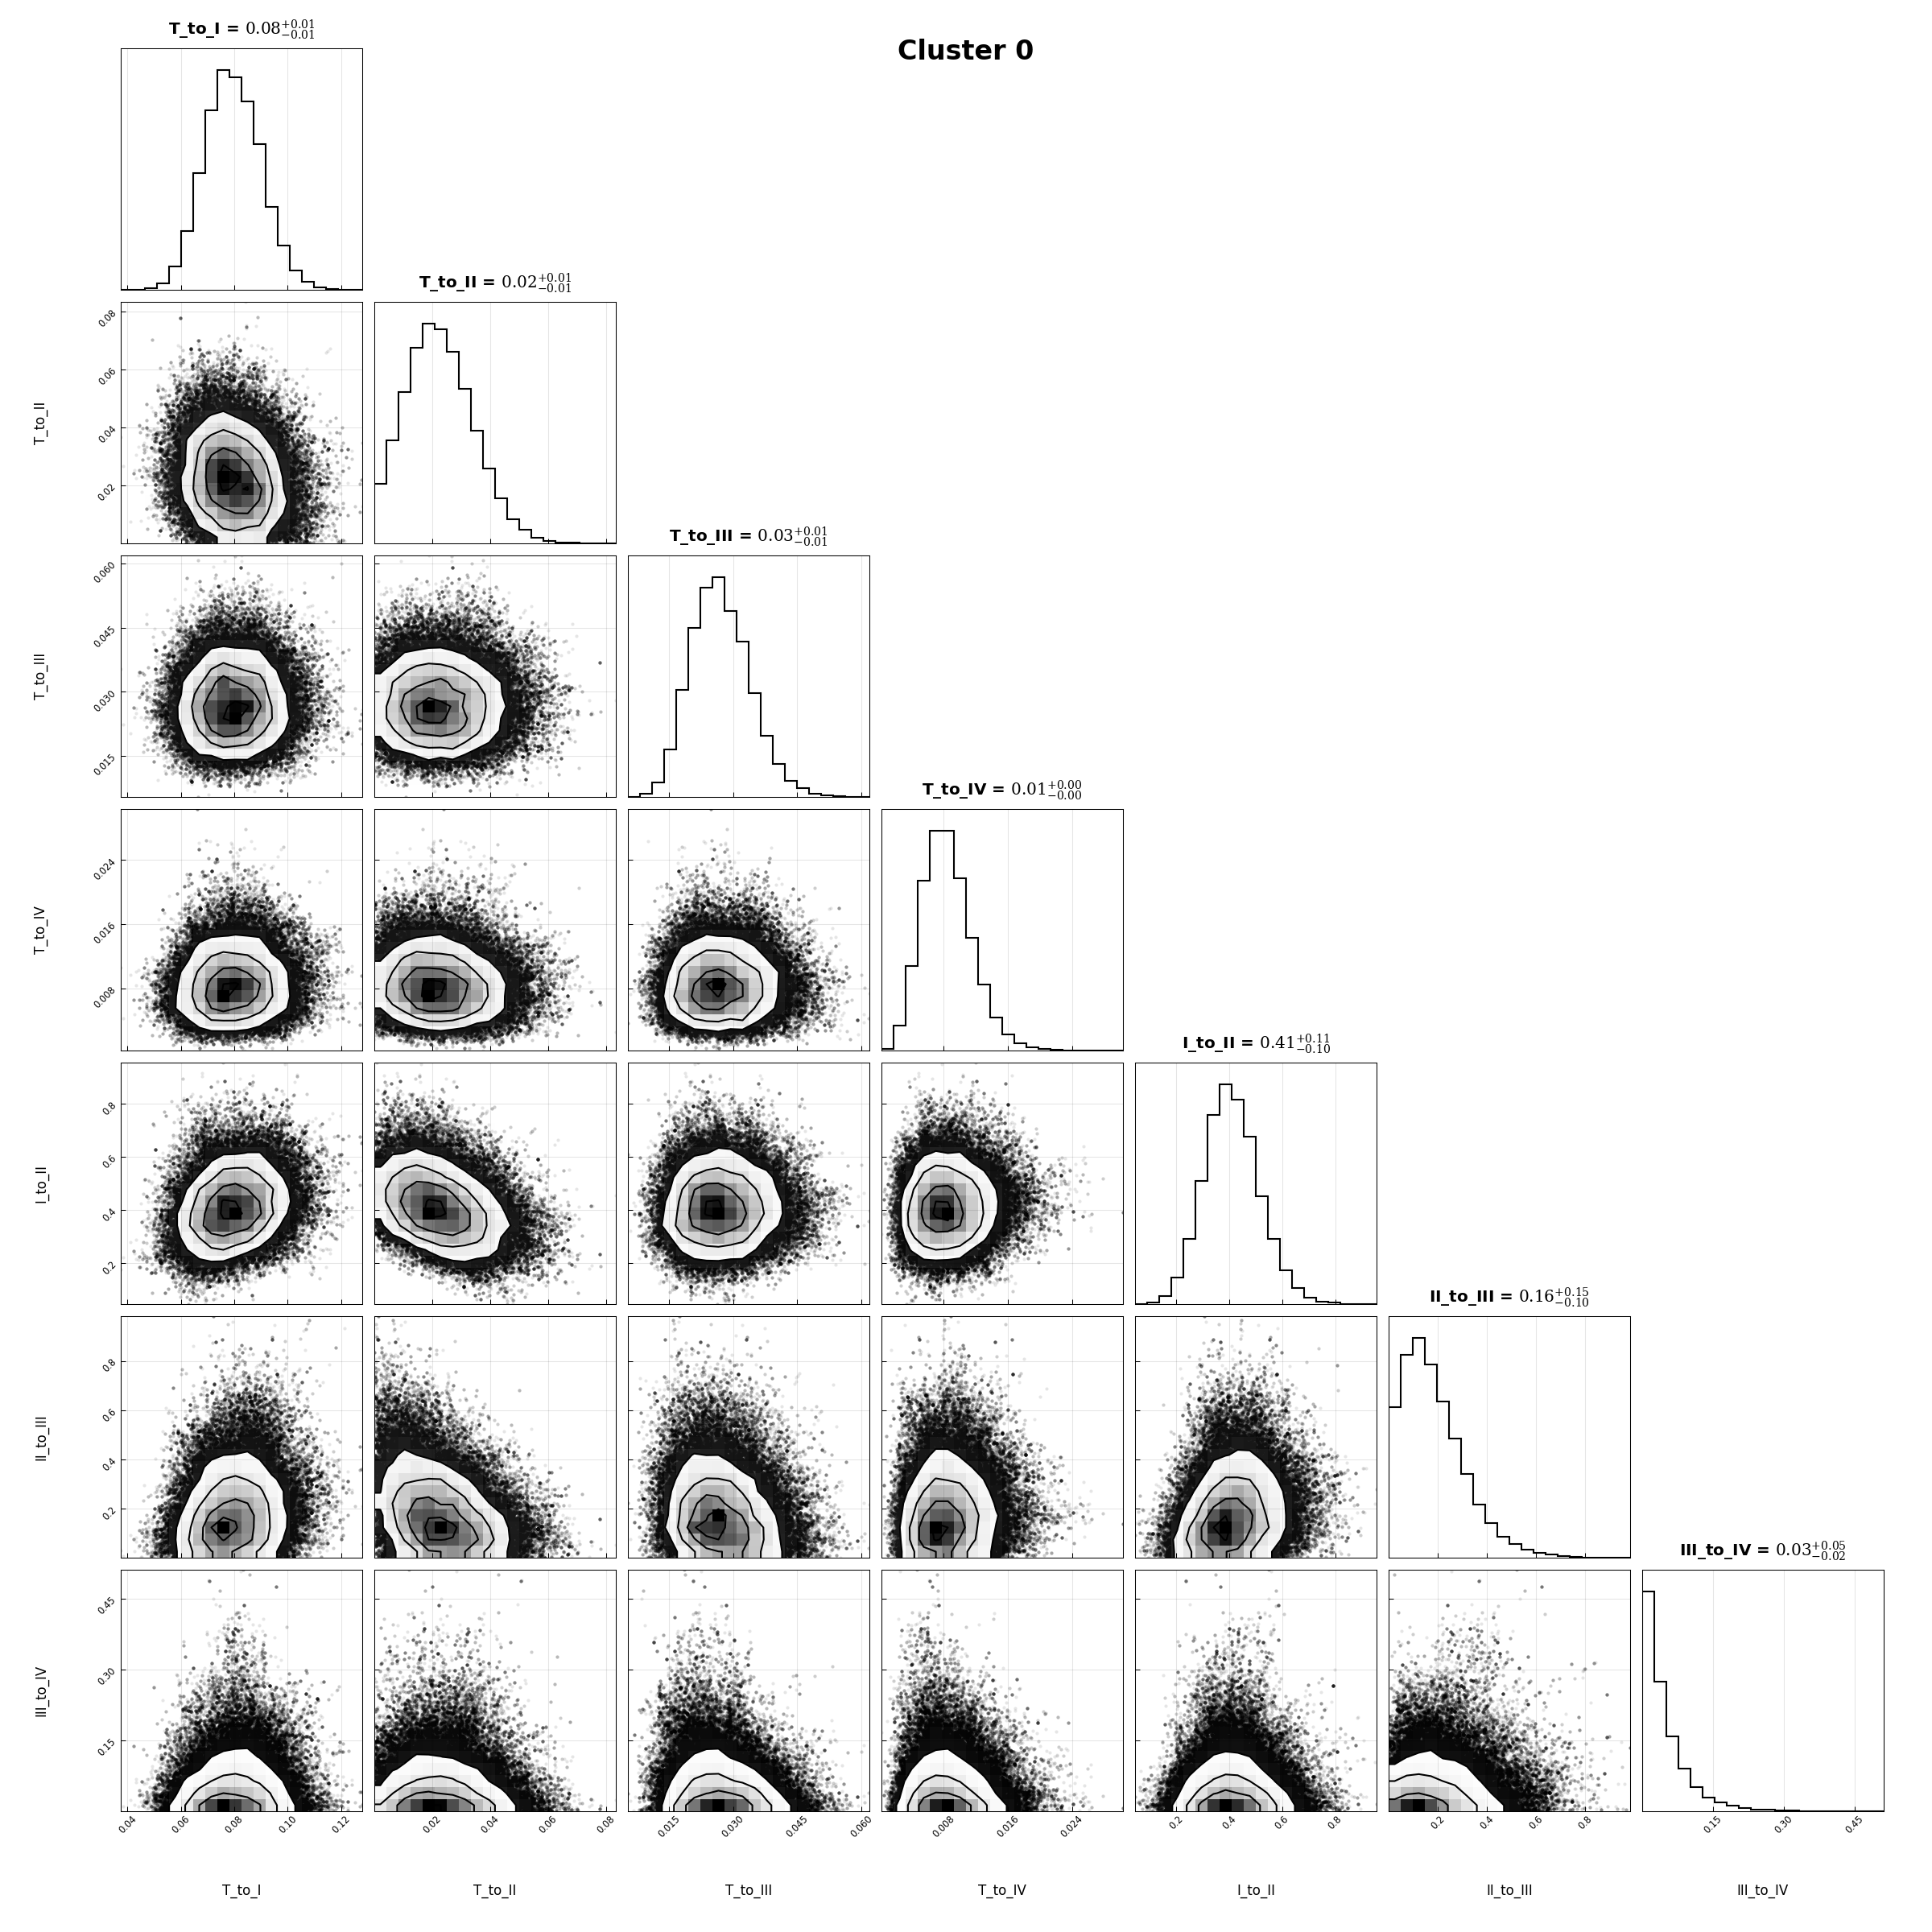 Cluster 0
T_to_I = 0.08+0.01−0.01
T_to_II = 0.02+0.01−0.01
0.08
0.06
0.04
0.02
T_to_II
T_to_III = 0.03+0.01−0.01
0.060
0.045
0.030
0.015
T_to_III
T_to_IV = 0.01+0.00−0.00
0.024
0.016
0.008
T_to_IV
I_to_II = 0.41+0.11−0.10
0.8
0.6
0.4
0.2
I_to_II
II_to_III = 0.16+0.15−0.10
0.8
0.6
0.4
0.2
II_to_III
III_to_IV = 0.03+0.05−0.02
0.45
0.30
0.15
III_to_IV
0.04 0.06 0.08 0.10 0.12 0.02 0.04 0.06 0.08 0.015 0.030 0.045 0.060 0.008 0.016 0.024 0.2 0.4 0.6 0.8 0.2 0.4 0.6 0.8 0.15 0.30 0.45
T_to_I T_to_II T_to_III T_to_IV I_to_II II_to_III III_to_IV